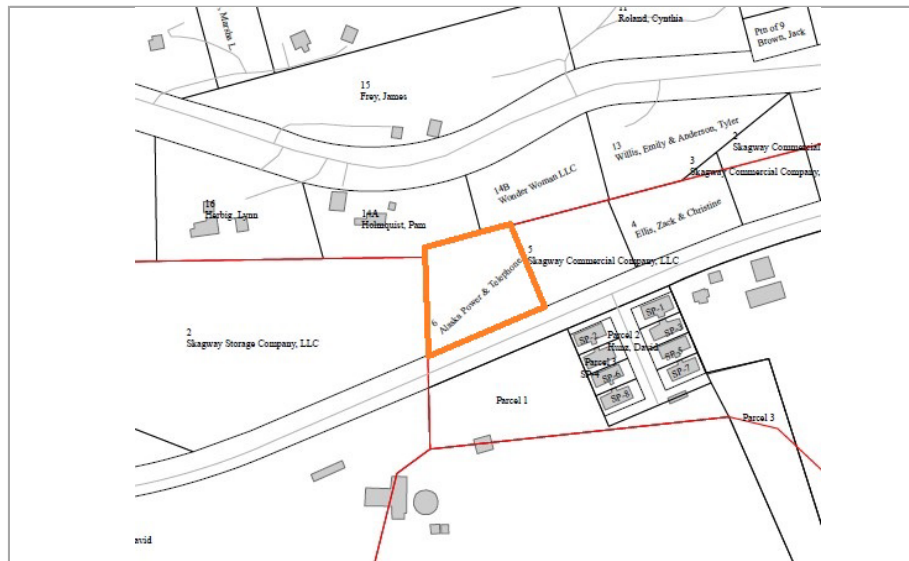 , Marsha L.
11
Roland, Cynthia
Ptn of 9
Brown, Jack
15
Frey, James
13
Willis, Emily & Anderson, Tyler
2
Skagway Commercial
3
Skagway Commercial Company,
14B
Wonder Woman LLC
16
Herbig, Lynn
14A
Holmquist, Pam
4
Ellis, Zack & Christine
5
Skagway Commercial Company, LLC
6
Alaska Power & Telephone
2
Skagway Storage Company, LLC
SP-1
SP-2
Parcel 2
Hunz, David
SP-3
Parcel 3
SP-4
SP-5
SP-6
SP-7
SP-8
Parcel 1
Parcel 3
avid